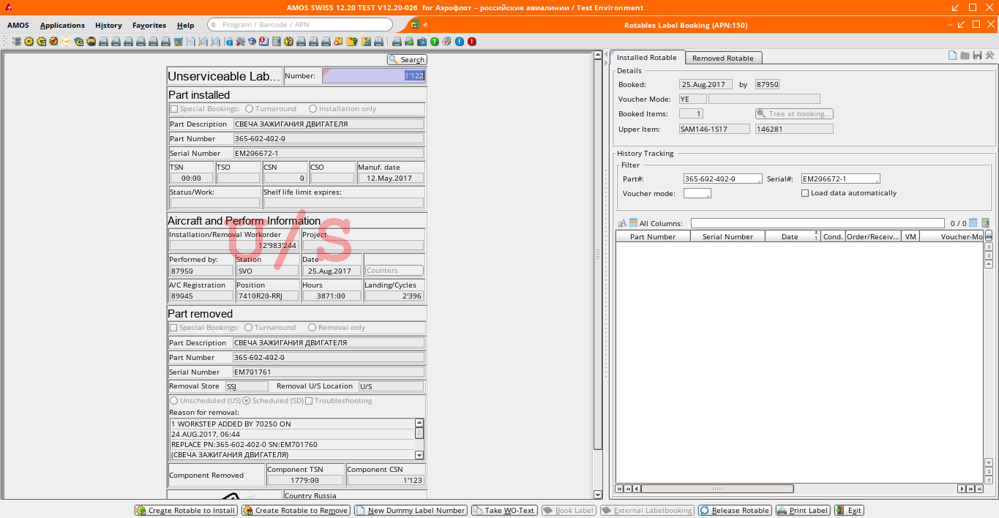 AMOS SWISS 12.20 TEST V12.20-026 for Аэрофлот – российские авиалинии / Test Environment
AMOS Applications History Favorites Help Program / Barcode / APN Rotables Label Booking (APN:150)
Search
Unserviceable Lab... Number: 1'122
Part installed
Special Bookings: Turnaround Installation only
Part Description СВЕЧА ЗАЖИГАНИЯ ДВИГАТЕЛЯ
Part Number 365-602-402-0
Serial Number EM206672-1
TSN TSO CSN CSO Manuf. date
00:00 0 12.May.2017
Status/Work: Shelf life limit expires:
Aircraft and Perform Information
U/S
Installation/Removal Workorder Project
12'983'244
Performed by: Station Date
87950 SVO 25.Aug.2017 Counters
A/C Registration Position Hours Landing/Cycles
89045 7410R20-RRJ 3871:00 2'396
Part removed
Special Bookings: Turnaround Removal only
Part Description СВЕЧА ЗАЖИГАНИЯ ДВИГАТЕЛЯ
Part Number 365-602-402-0
Serial Number EM701761
Removal Store SSJ Removal U/S Location U/S
Unscheduled (US) Scheduled (SD) Troubleshooting
Reason for removal:
1 WORKSTEP ADDED BY 70250 ON
24.AUG.2017, 06:44
REPLACE PN:365-602-402-0 SN:EM701760
(СВЕЧА ЗАЖИГАНИЯ ДВИГАТЕЛЯ)
Component Removed Component TSN Component CSN
1779:00 1'123
Country Russia
Installed Rotable Removed Rotable
Details
Booked: 25.Aug.2017 by 87950
Voucher Mode: YE
Booked Items: 1 Tree at booking...
Upper Item: SAM146-1S17 146281
History Tracking
Filter
Part#: 365-602-402-0 Serial#: EM206672-1
Voucher mode: Load data automatically
All Columns: 0 / 0
Part Number Serial Number Date 1 Cond. Order/Receiv... VM Voucher-Mo
Create Rotable to Install Create Rotable to Remove New Dummy Label Number Take WO-Text Book Label External Labelbooking Release Rotable Print Label Exit